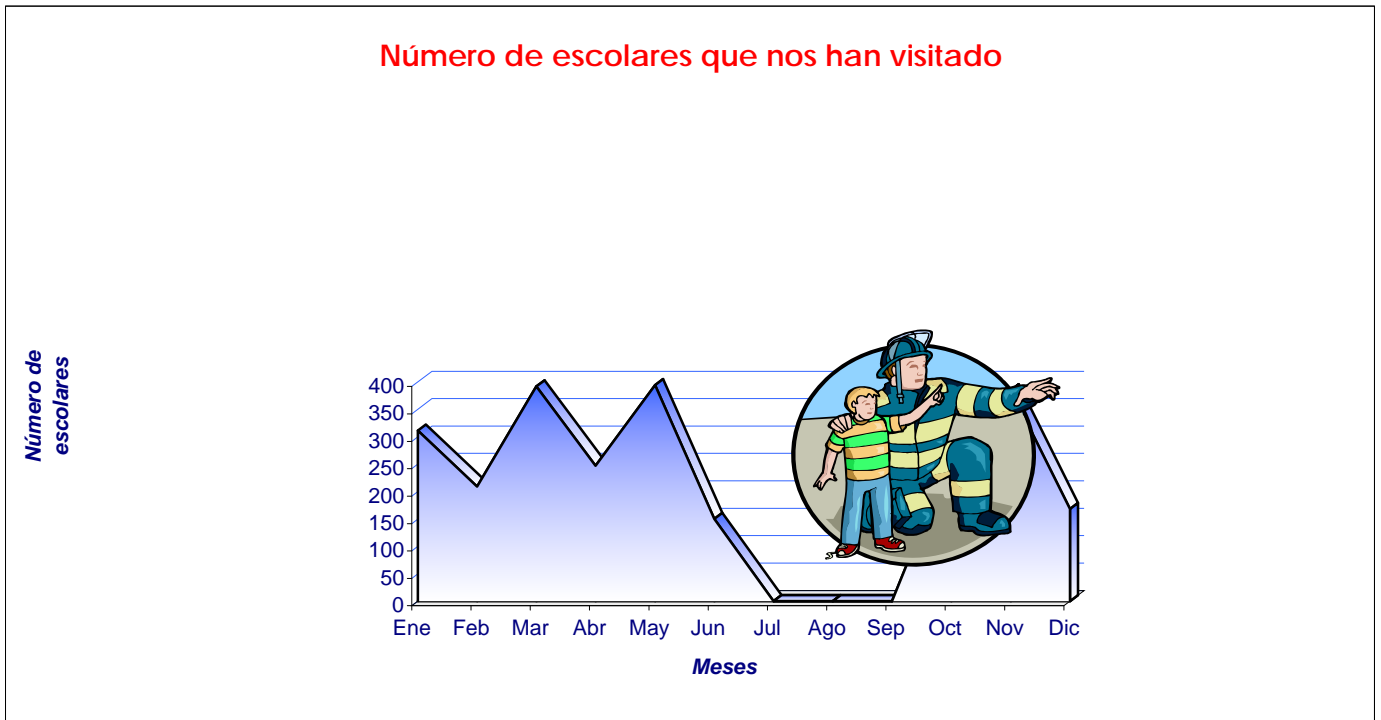 Número de escolares que nos han visitado
Número de
escolares
400
350
300
250
200
150
100
50
0
Ene Feb Mar Abr May Jun Jul Ago Sep Oct Nov Dic
Meses